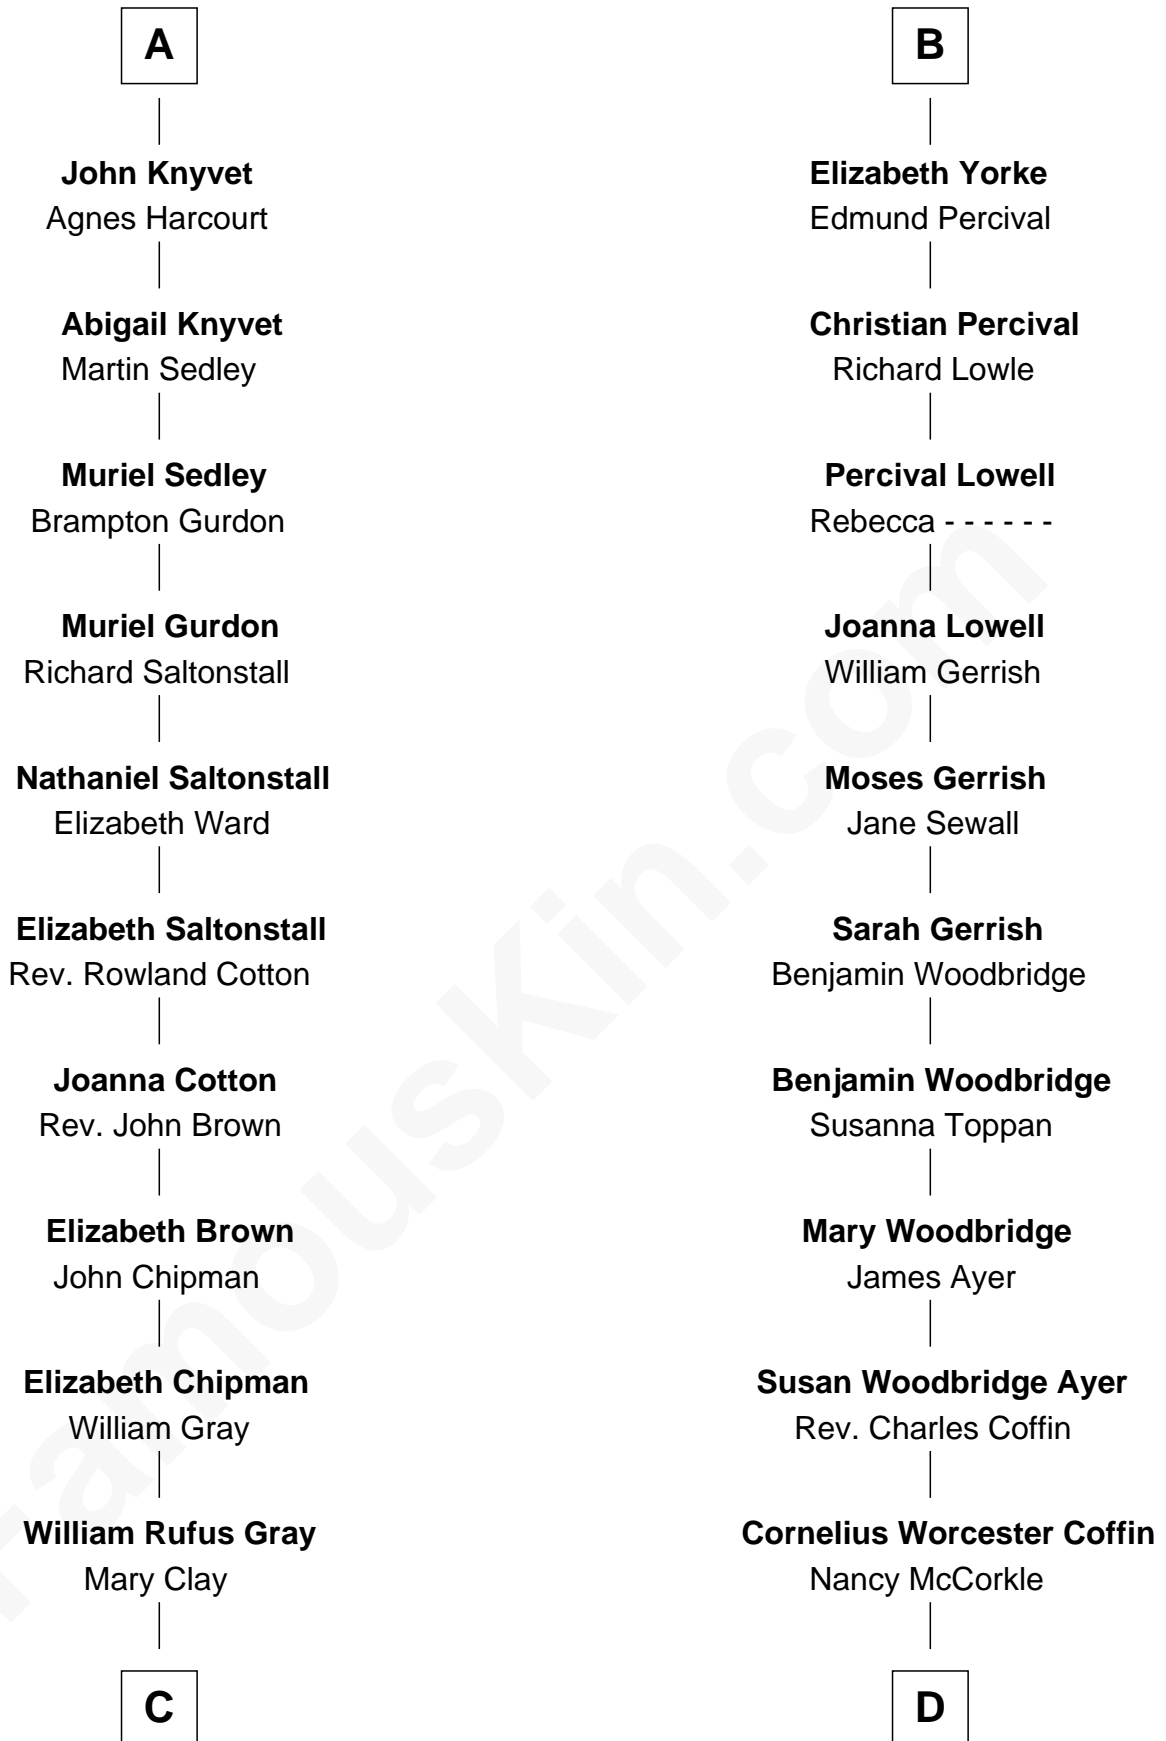 A
John Knyvet
Agnes Harcourt
Abigail Knyvet
Martin Sedley
Muriel Sedley
Brampton Gurdon
Muriel Gurdon
Richard Saltonstall
Nathaniel Saltonstall
Elizabeth Ward
Elizabeth Saltonstall
Rev. Rowland Cotton
Joanna Cotton
Rev. John Brown
Elizabeth Brown
John Chipman
Elizabeth Chipman
William Gray
William Rufus Gray
Mary Clay
C
B
Elizabeth Yorke
Edmund Percival
Christian Percival
Richard Lowle
Percival Lowell
Rebecca - - - - - -
Joanna Lowell
William Gerrish
Moses Gerrish
Jane Sewall
Sarah Gerrish
Benjamin Woodbridge
Benjamin Woodbridge
Susanna Toppan
Mary Woodbridge
James Ayer
Susan Woodbridge Ayer
Rev. Charles Coffin
Cornelius Worcester Coffin
Nancy McCorkle
D
FamousKin.com